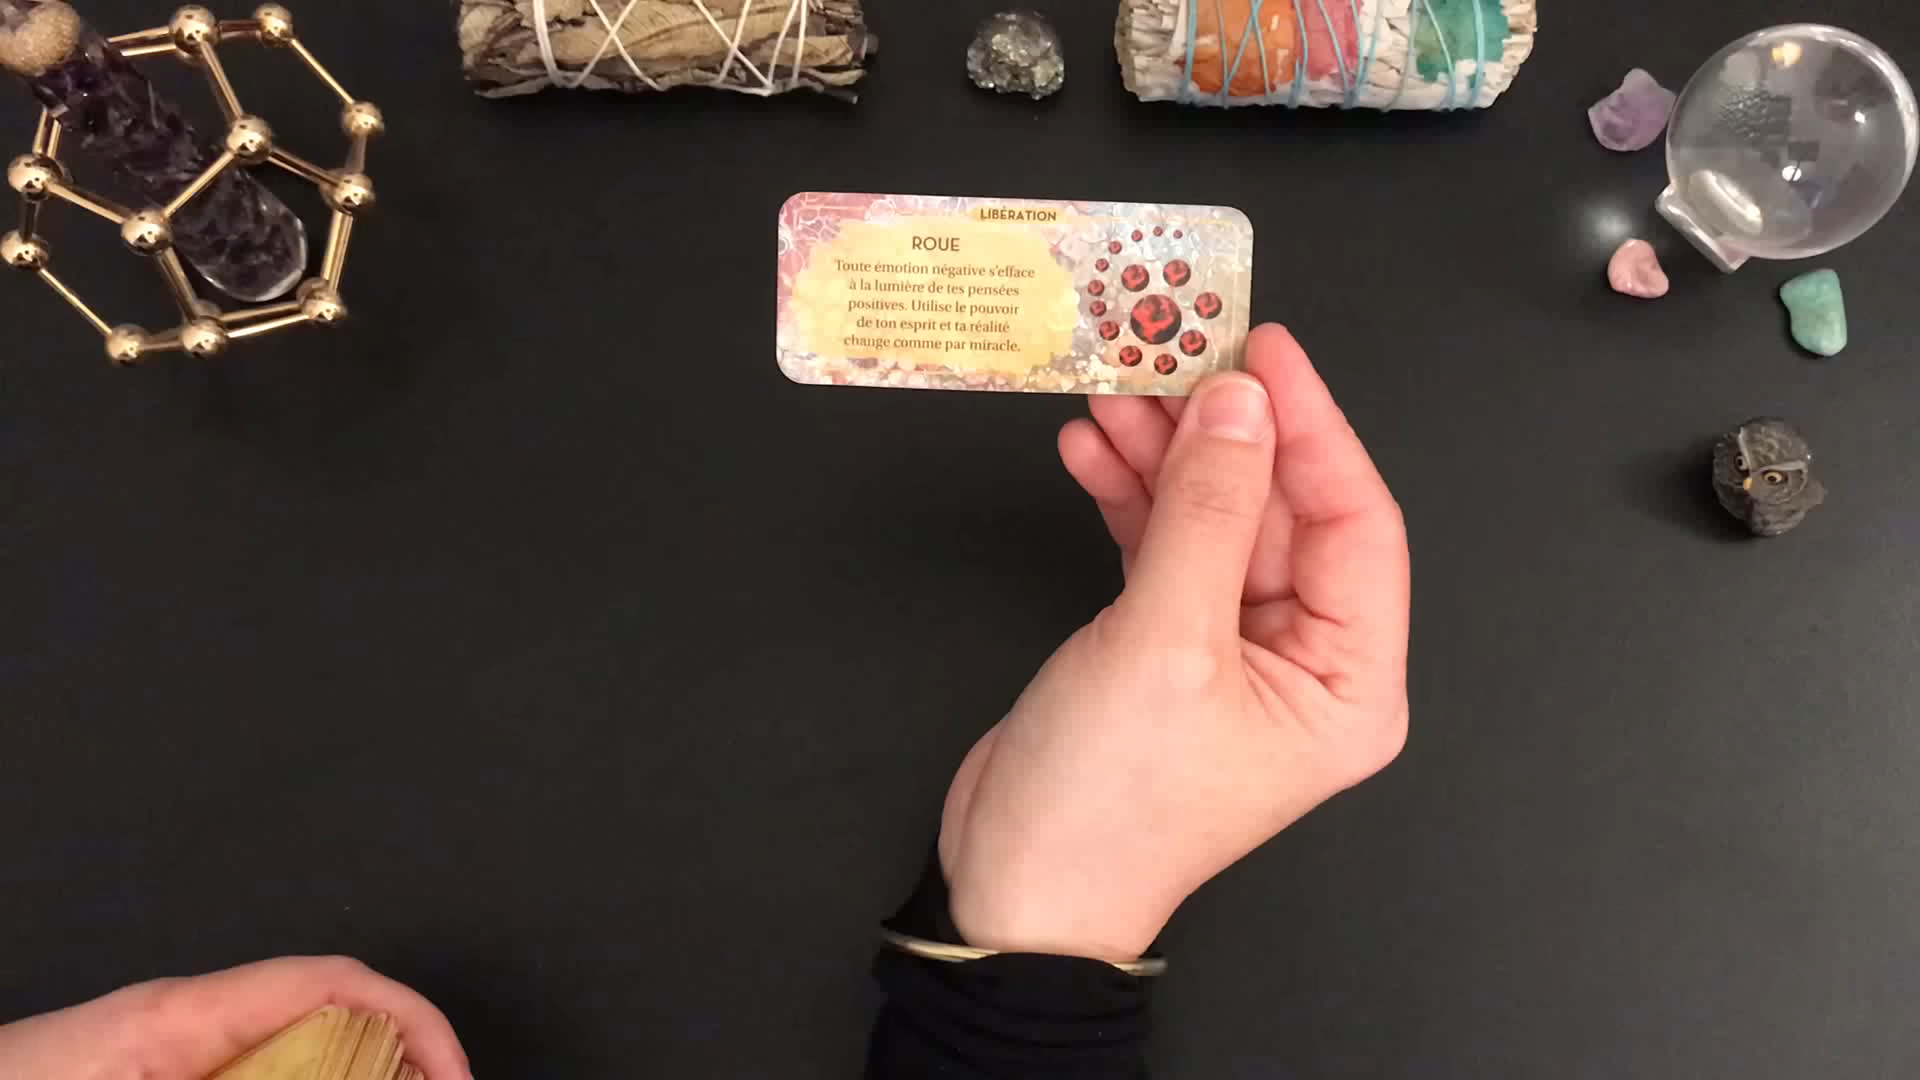 LIBÉRATION
ROUE
Toute émotion négative s'efface
à la lumière de tes pensées
positives. Utilise le pouvoir
de ton esprit et ta réalité
change comme par miracle.